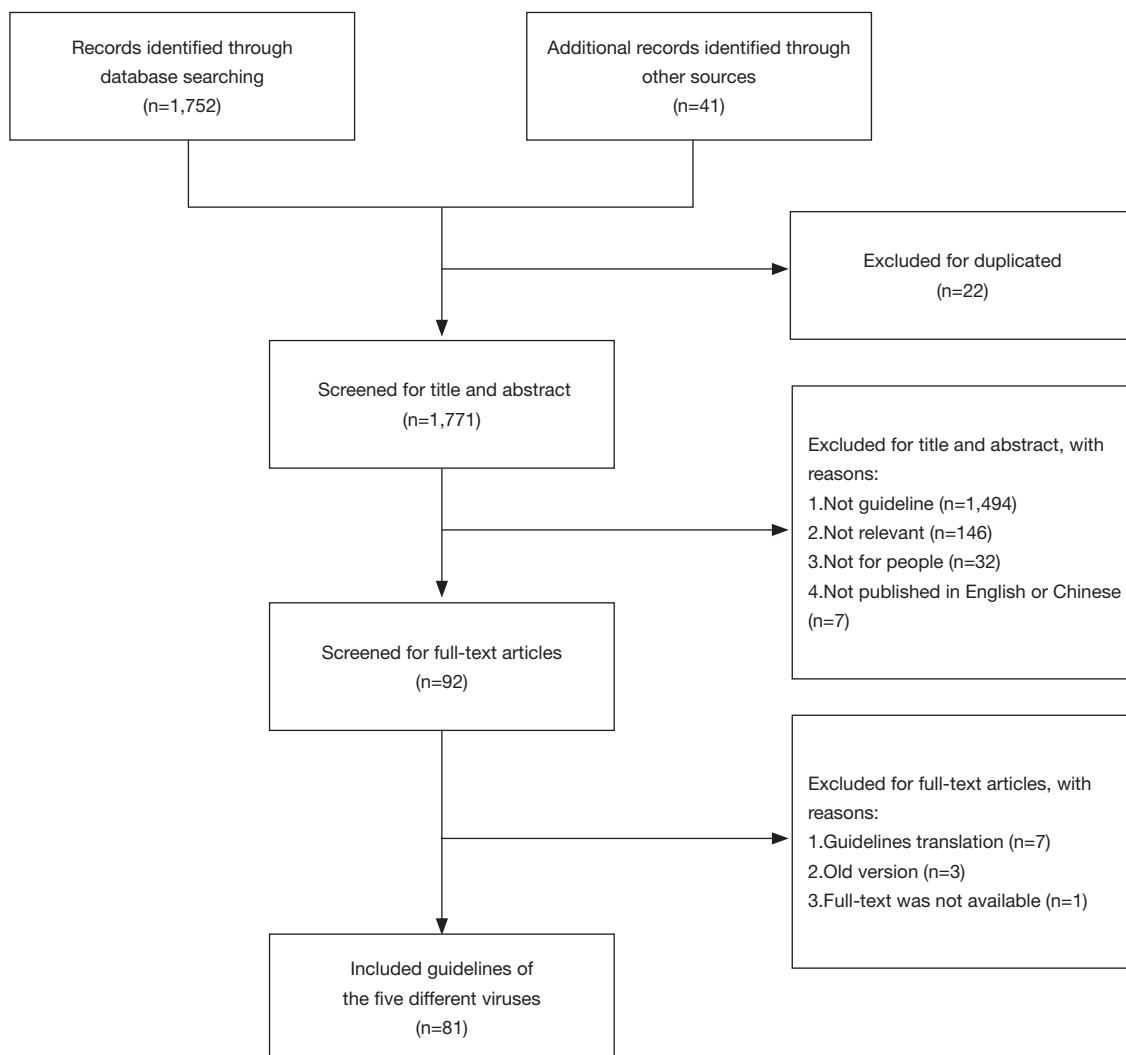 Records identified through
database searching
(n=1,752)
Additional records identified through
other sources
(n=41)
Excluded for duplicated
(n=22)
Screened for title and abstract
(n=1,771)
Excluded for title and abstract, with
reasons:
1.Not guideline (n=1,494)
2.Not relevant (n=146)
3.Not for people (n=32)
4.Not published in English or Chinese
(n=7)
Screened for full-text articles
(n=92)
Excluded for full-text articles, with
reasons:
1.Guidelines translation (n=7)
2.Old version (n=3)
3.Full-text was not available (n=1)
Included guidelines of
the five different viruses
(n=81)